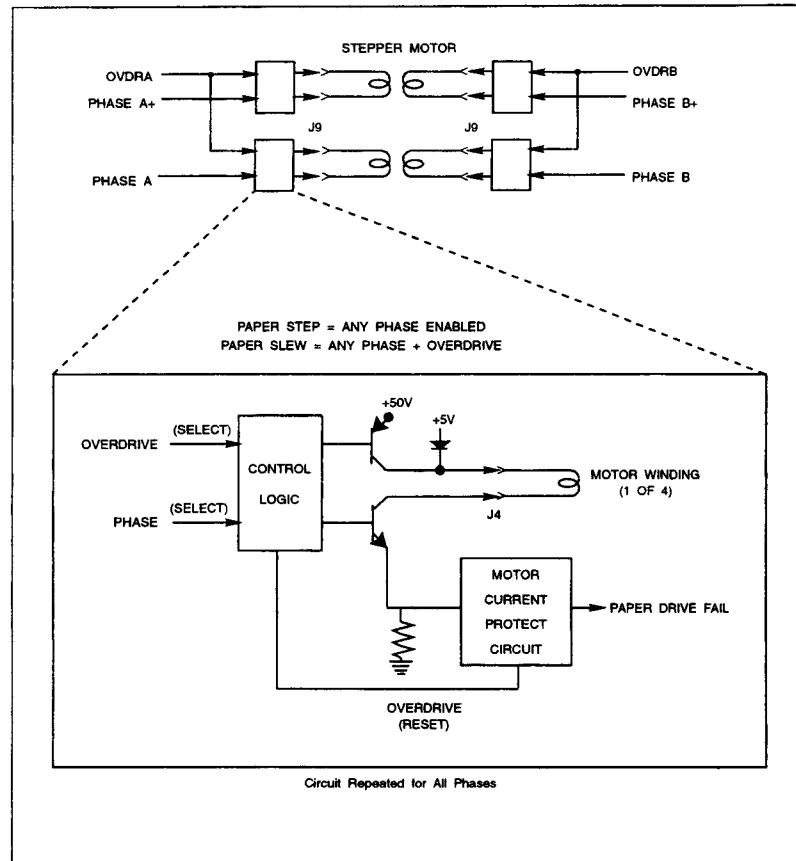 STEPPER MOTOR
OVDRA
OVDRB
PHASE A+
PHASE B+
J9
J9
PHASE A
PHASE B
PAPER STEP = ANY PHASE ENABLED
PAPER SLEW = ANY PHASE + OVERDRIVE
+50V
+5V
OVERDRIVE
(SELECT)
CONTROL
LOGIC
MOTOR WINDING
(1 OF 4)
PHASE
(SELECT)
J4
MOTOR
CURRENT
PROTECT
CIRCUIT
PAPER DRIVE FAIL
OVERDRIVE
(RESET)
Circuit Repeated for All Phases